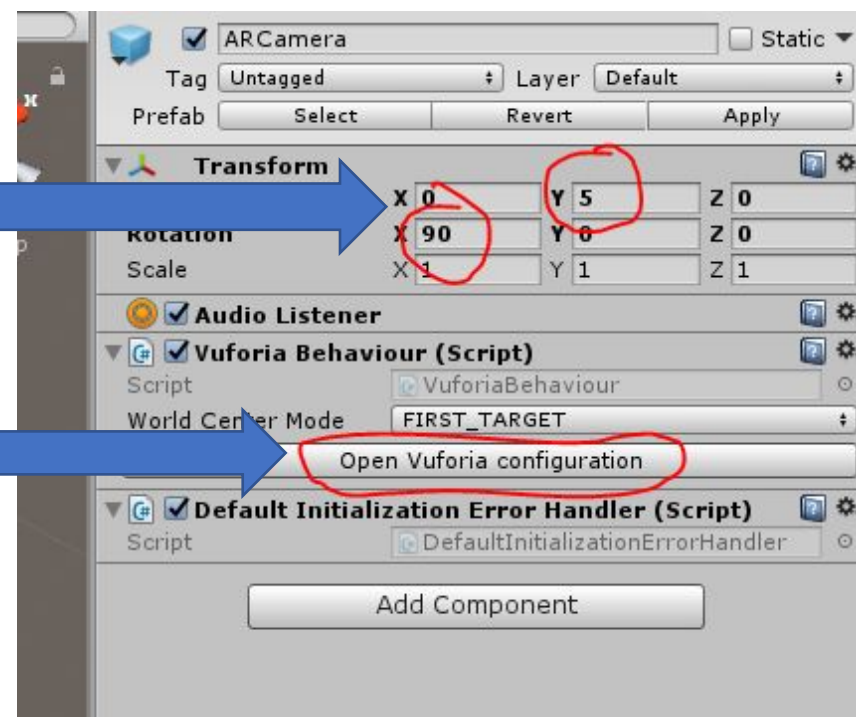 ARCamera Static
Tag Untagged Layer Default
Prefab Select Revert Apply
Transform
X 0 Y 5 Z 0
Rotation X 90 Y 0 Z 0
Scale X 1 Y 1 Z 1
Audio Listener
Vuforia Behaviour (Script)
Script VuforiaBehaviour
World Center Mode FIRST_TARGET
Open Vuforia configuration
Default Initialization Error Handler (Script)
Script DefaultInitializationErrorHandler
Add Component